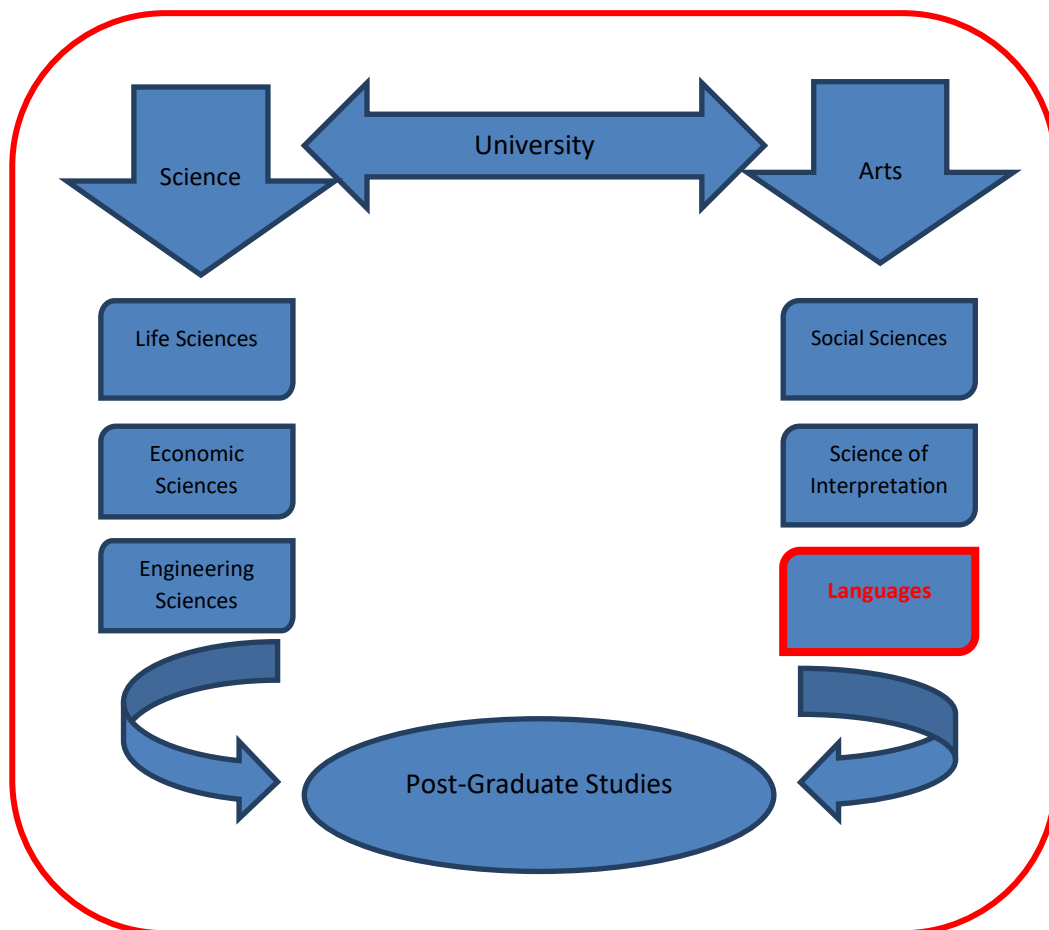 University
Science
Arts
Life Sciences
Social Sciences
Economic
Sciences
Science of
Interpretation
Engineering
Sciences
Languages
Post-Graduate Studies